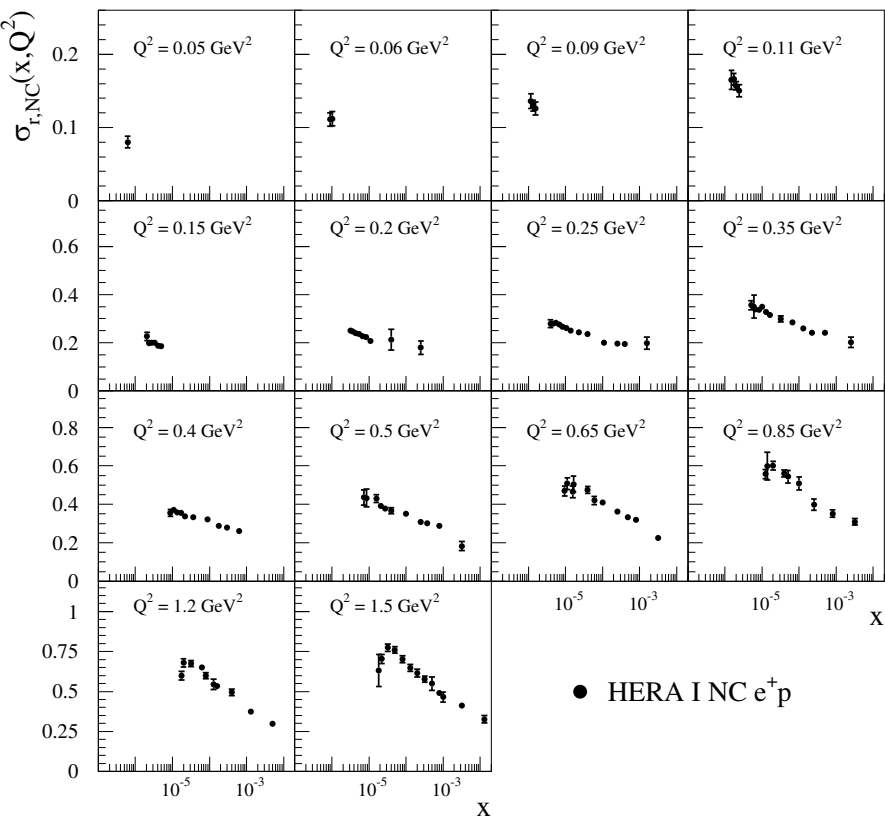 σr,NC(x,Q²)
Q² = 0.05 GeV² Q² = 0.06 GeV² Q² = 0.09 GeV² Q² = 0.11 GeV²
0.2
0.1
0
Q² = 0.15 GeV² Q² = 0.2 GeV² Q² = 0.25 GeV² Q² = 0.35 GeV²
0.6
0.4
0.2
0
Q² = 0.4 GeV² Q² = 0.5 GeV² Q² = 0.65 GeV² Q² = 0.85 GeV²
0.8
0.6
0.4
0.2
0
10⁻⁵ 10⁻³ 10⁻⁵ 10⁻³
x
Q² = 1.2 GeV² Q² = 1.5 GeV²
1
0.75
0.5
0.25
0
10⁻⁵ 10⁻³ 10⁻⁵ 10⁻³
x
HERA I NC e⁺p